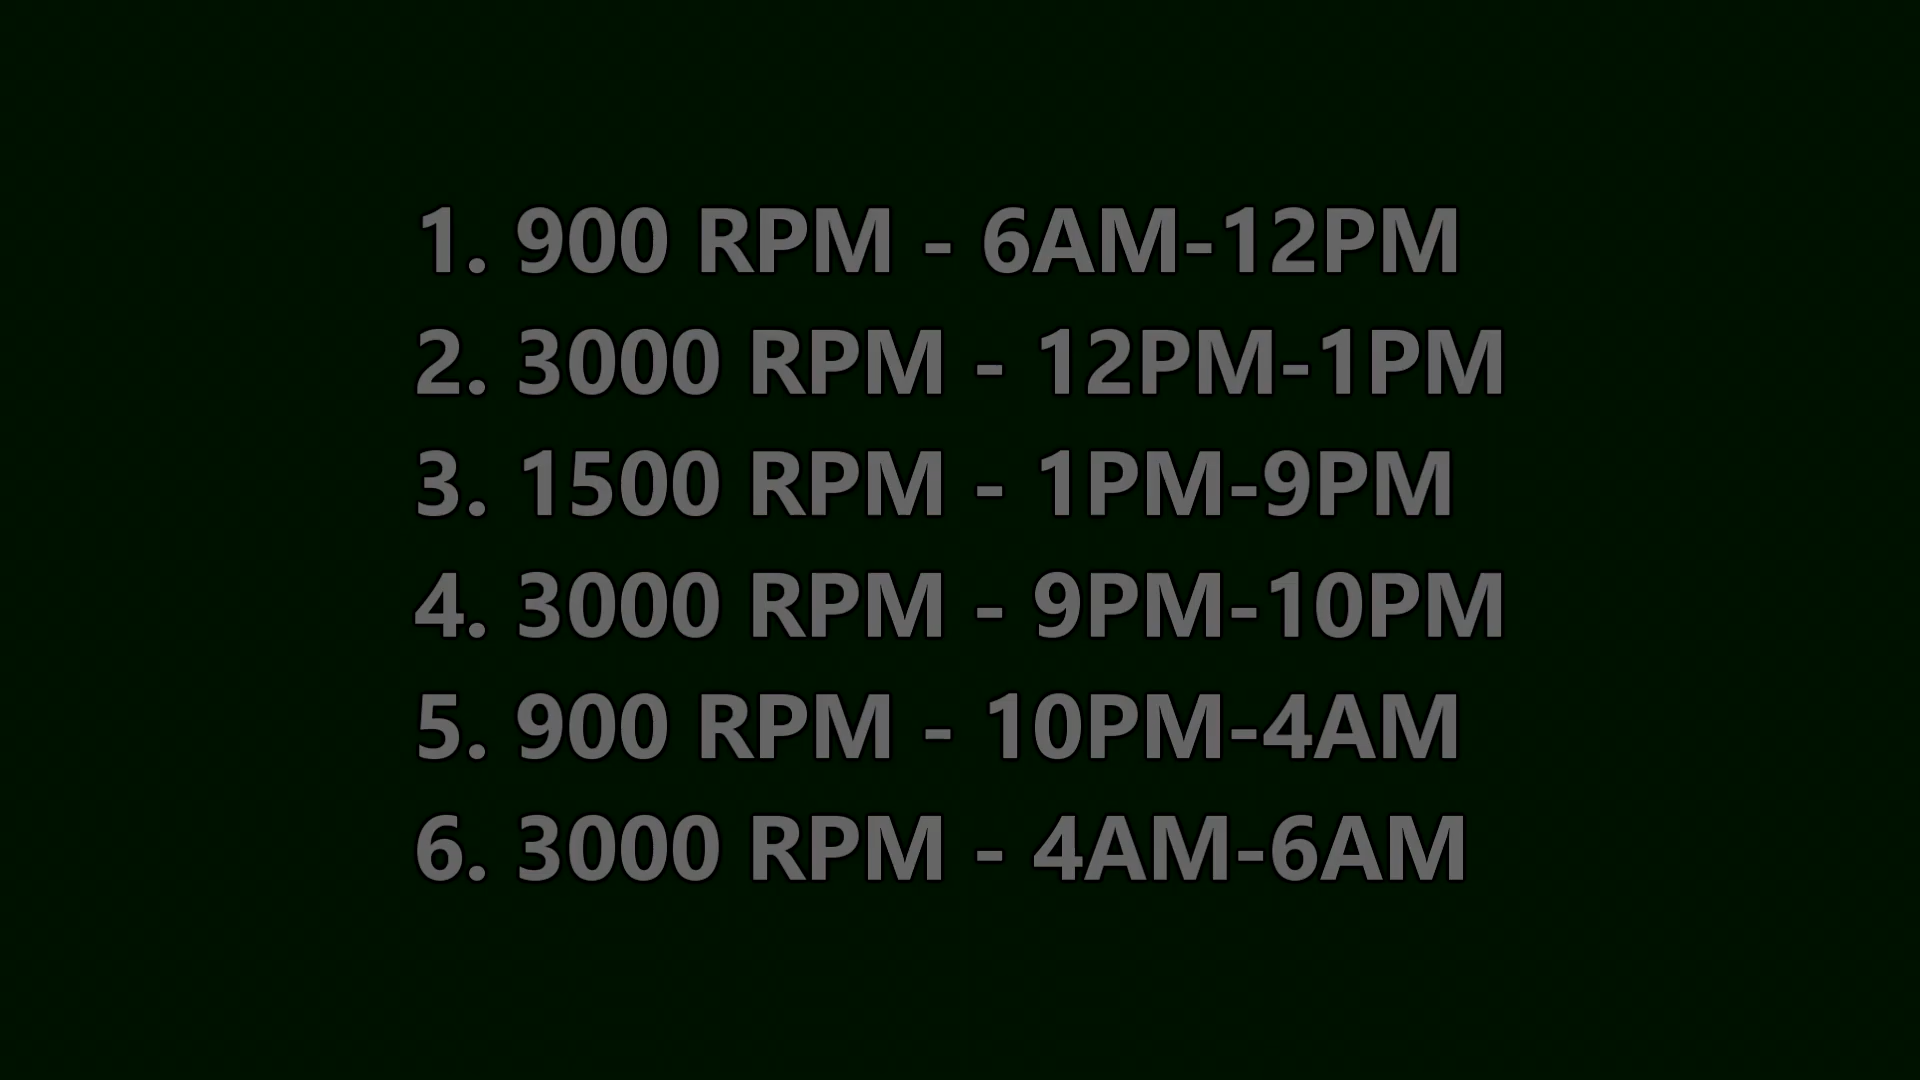 1. 900 RPM - 6AM-12PM
2. 3000 RPM - 12PM-1PM
3. 1500 RPM - 1PM-9PM
4. 3000 RPM - 9PM-10PM
5. 900 RPM - 10PM-4AM
6. 3000 RPM - 4AM-6AM